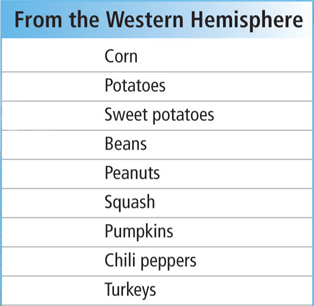 From the Western Hemisphere
Corn
Potatoes
Sweet potatoes
Beans
Peanuts
Squash
Pumpkins
Chili peppers
Turkeys